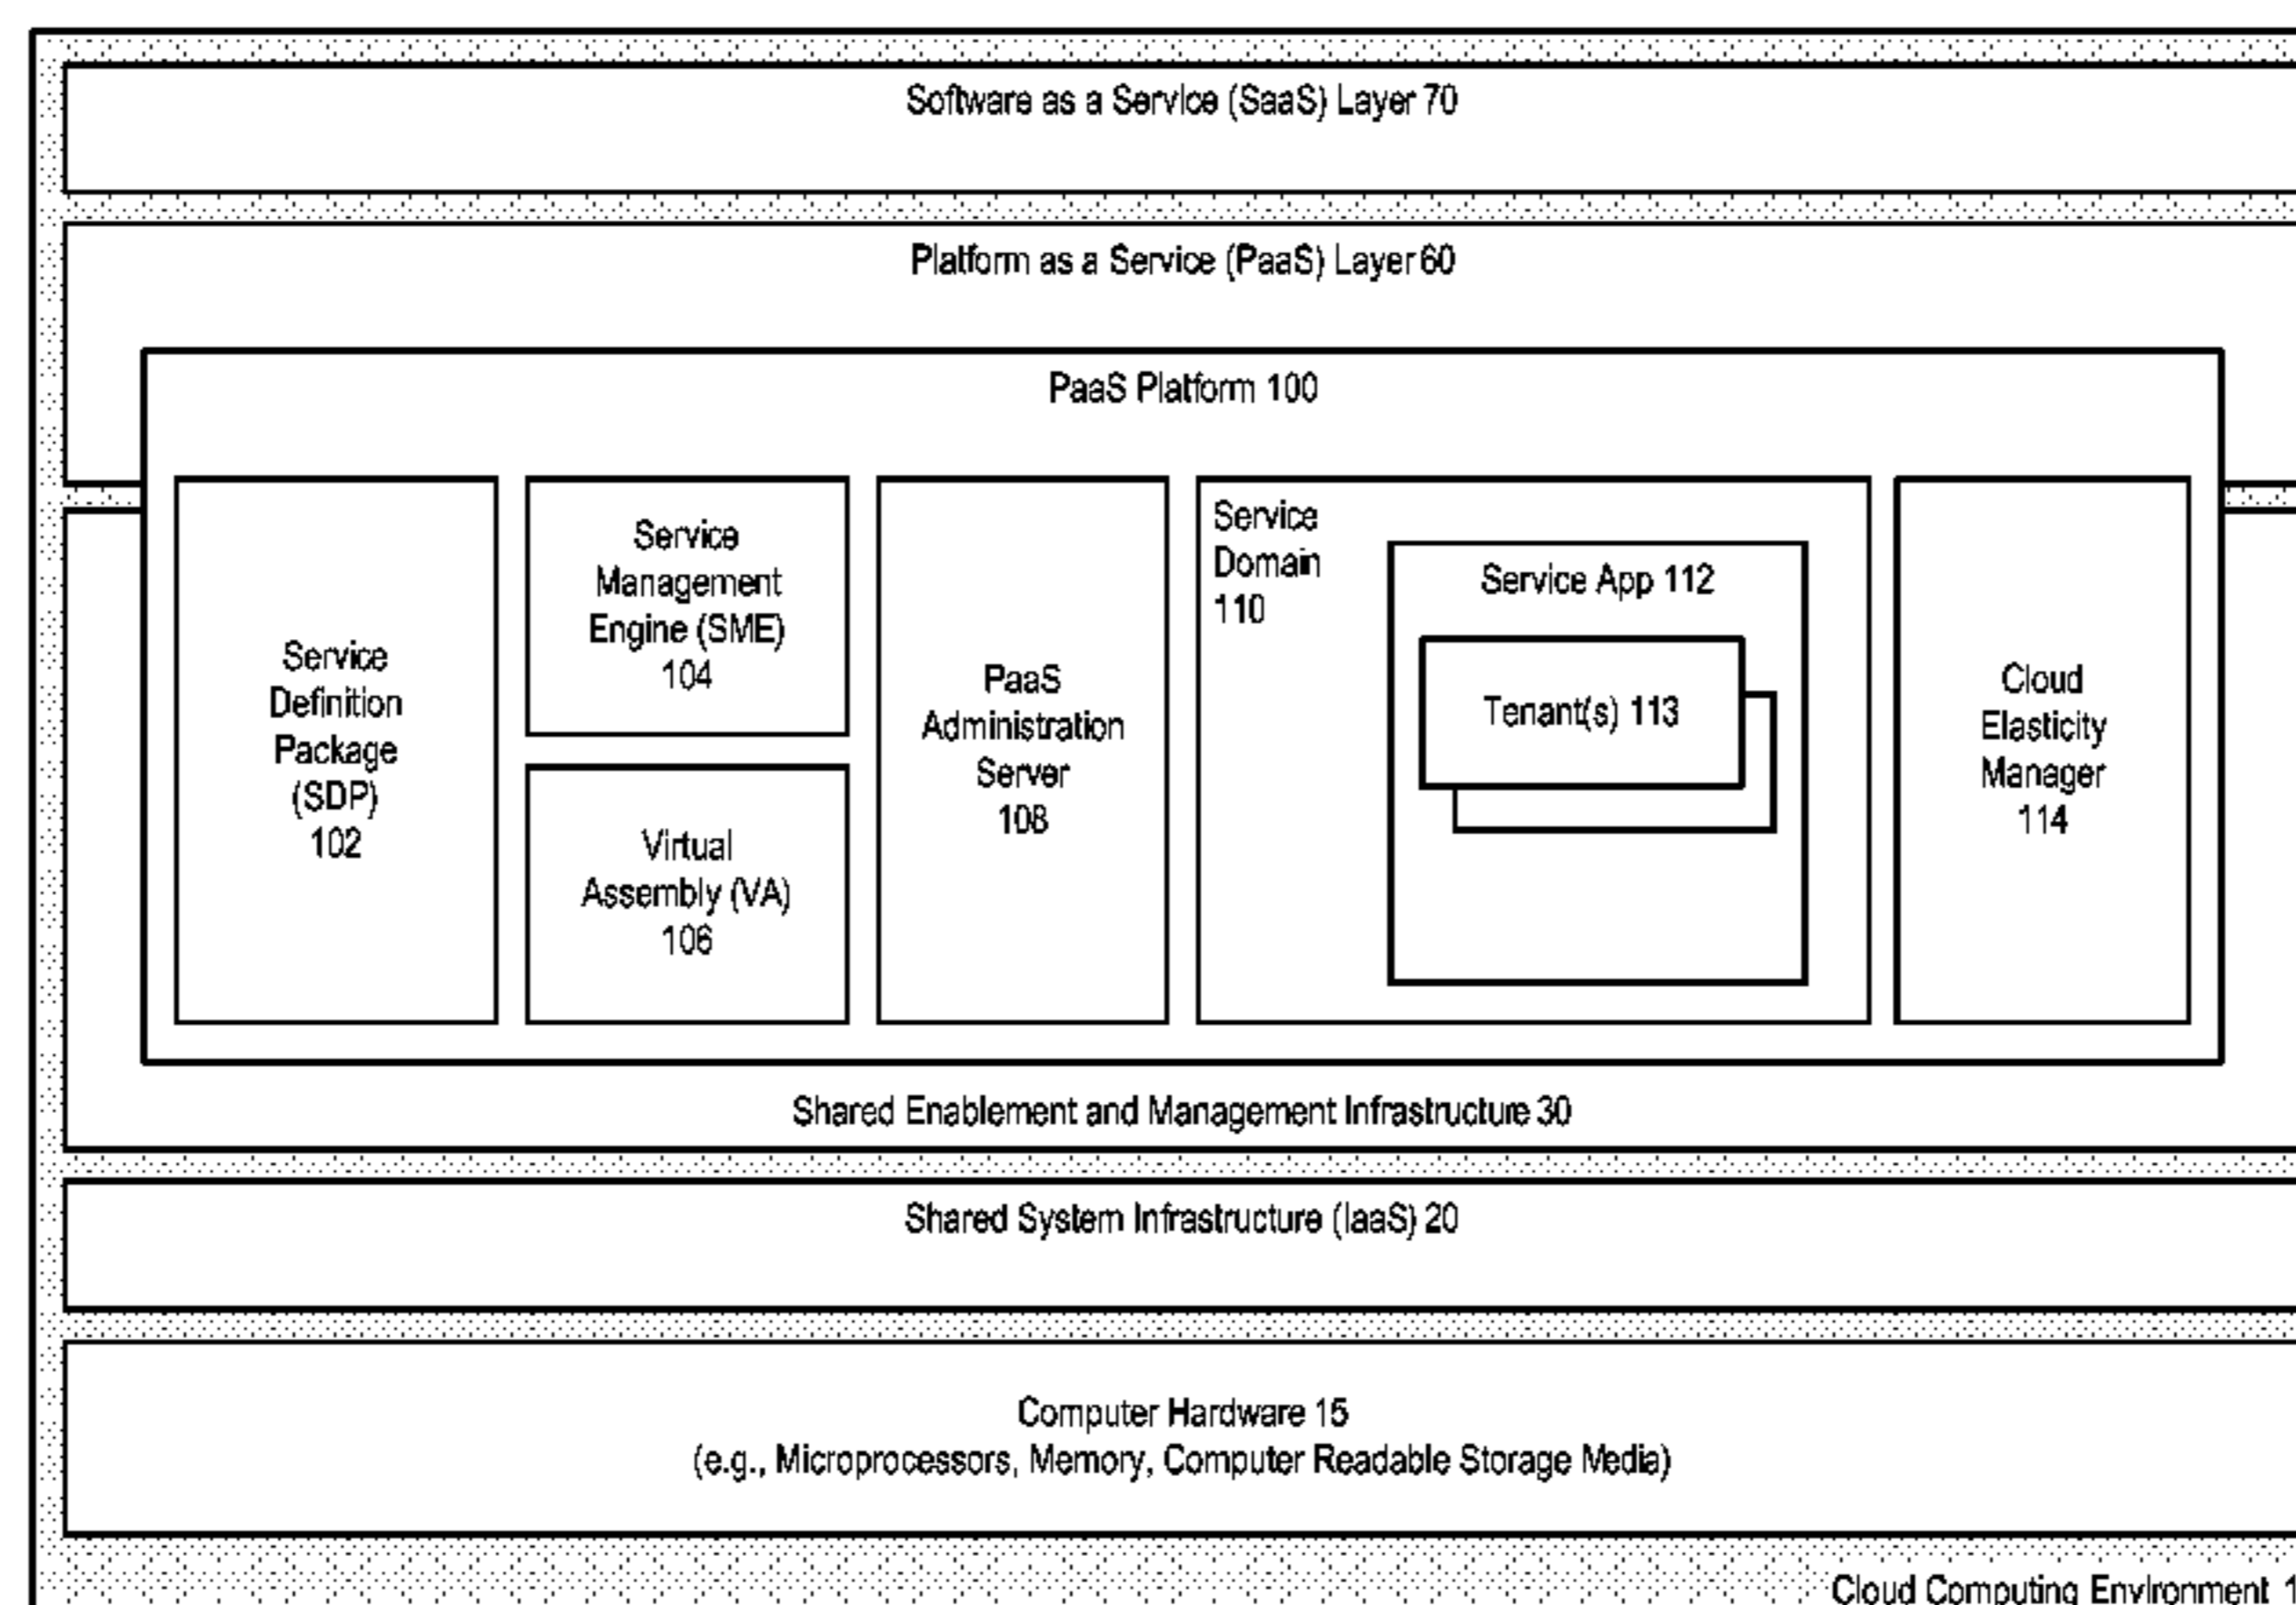 Software as a Service (SaaS) Layer 70
Platform as a Service (PaaS) Layer 60
PaaS Platform 100
Service
Definition
Package
(SDP)
102
Service
Management
Engine (SME)
104
Virtual
Assembly (VA)
106
PaaS
Administration
Server
108
Service
Domain
110
Service App 112
Tenant(s) 113
Cloud
Elasticity
Manager
114
Shared Enablement and Management Infrastructure 30
Shared System Infrastructure (IaaS) 20
Computer Hardware 15
(e.g., Microprocessors, Memory, Computer Readable Storage Media)
Cloud Computing Environment